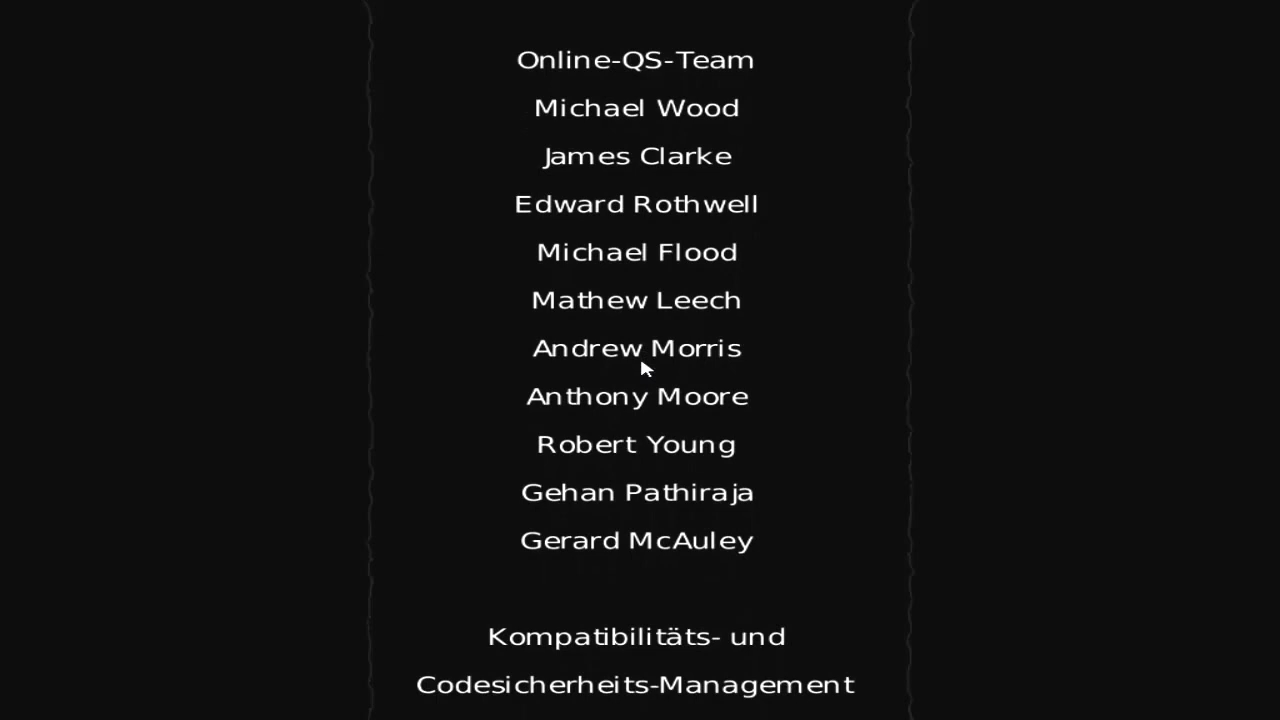 Online-QS-Team
Michael Wood
James Clarke
Edward Rothwell
Michael Flood
Mathew Leech
Andrew Morris
Anthony Moore
Robert Young
Gehan Pathiraja
Gerard McAuley
Kompatibilitäts- und
Codesicherheits-Management